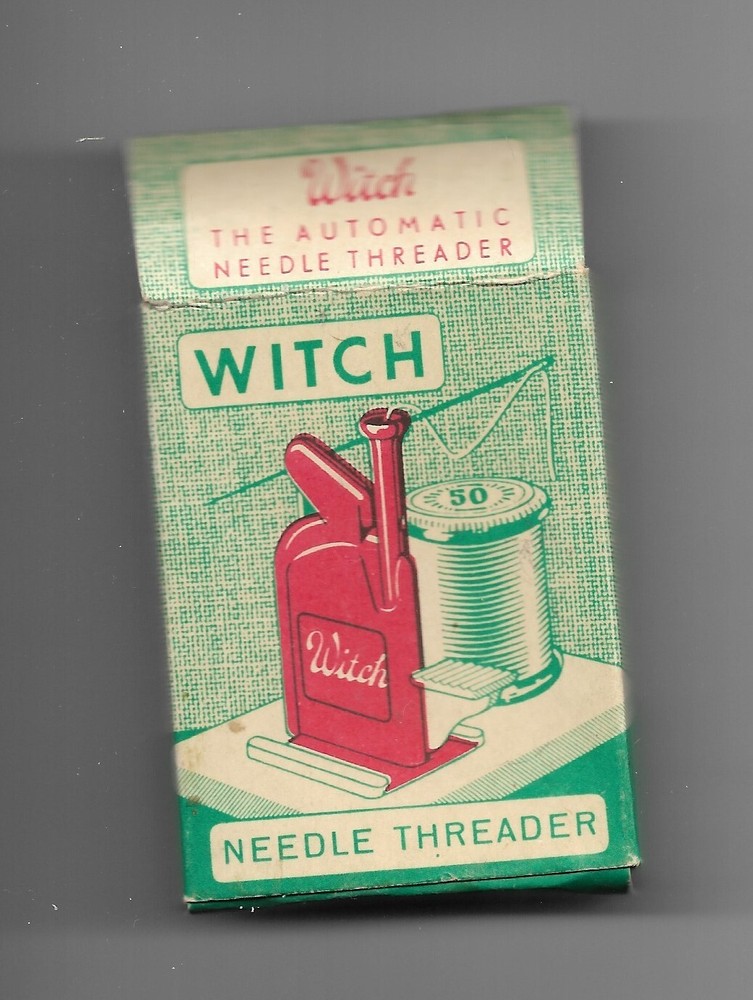 Witch
THE AUTOMATIC
NEEDLE THREADER
WITCH
50
Witch
NEEDLE THREADER